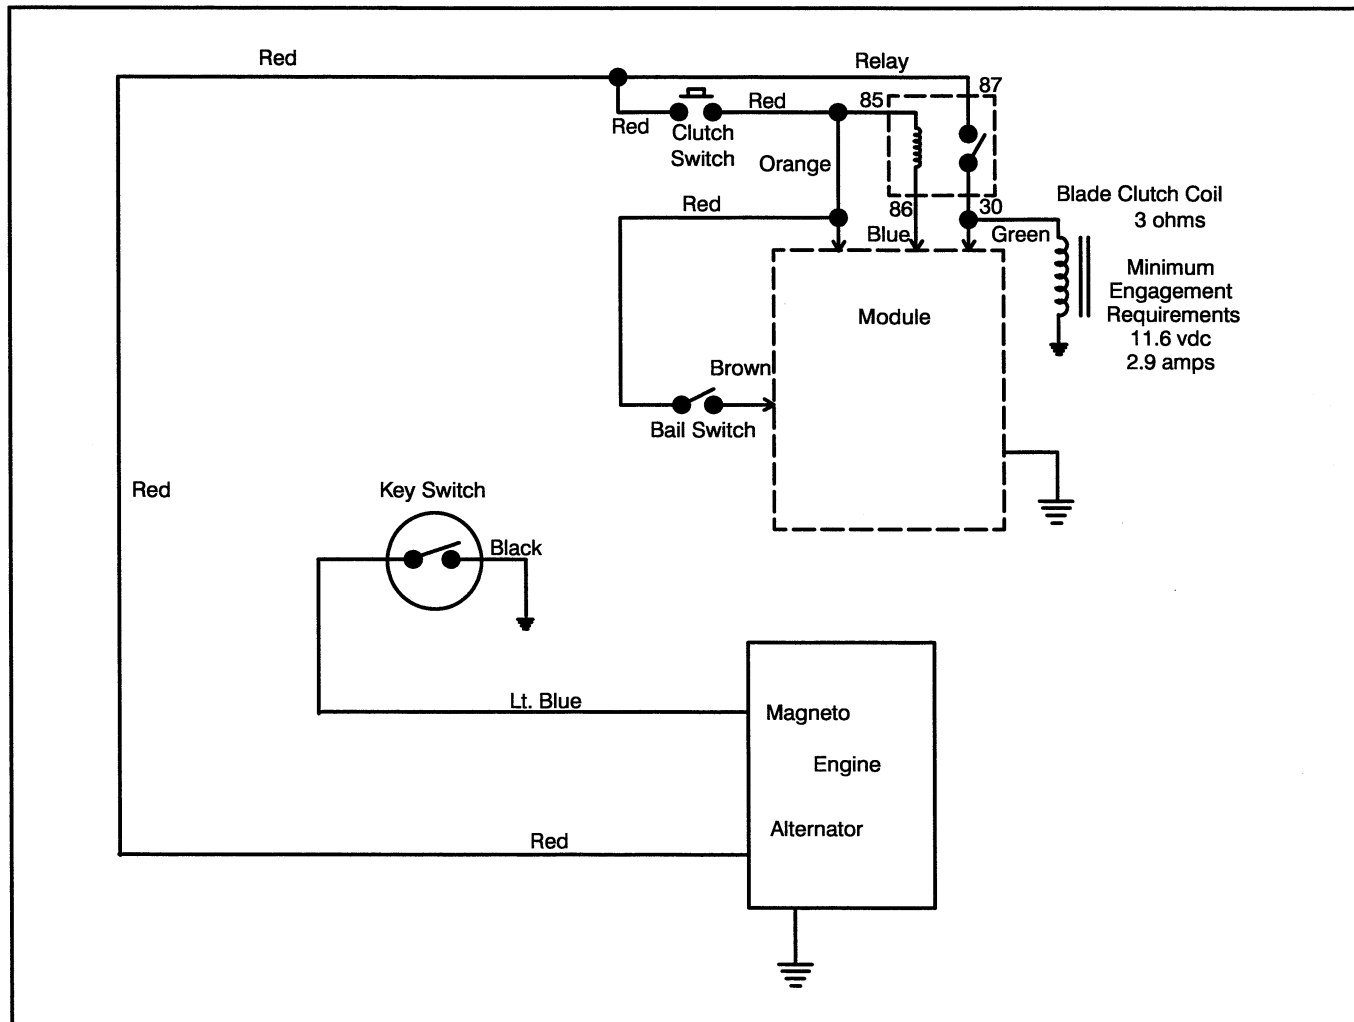 Red
Relay
87
Red
85
Red
Clutch
Switch
Orange
Red
86
30
Blue
Green
Blade Clutch Coil
3 ohms
Minimum
Engagement
Requirements
11.6 vdc
2.9 amps
Module
Brown
Bail Switch
Red
Key Switch
Black
Lt. Blue
Magneto
Engine
Red
Alternator